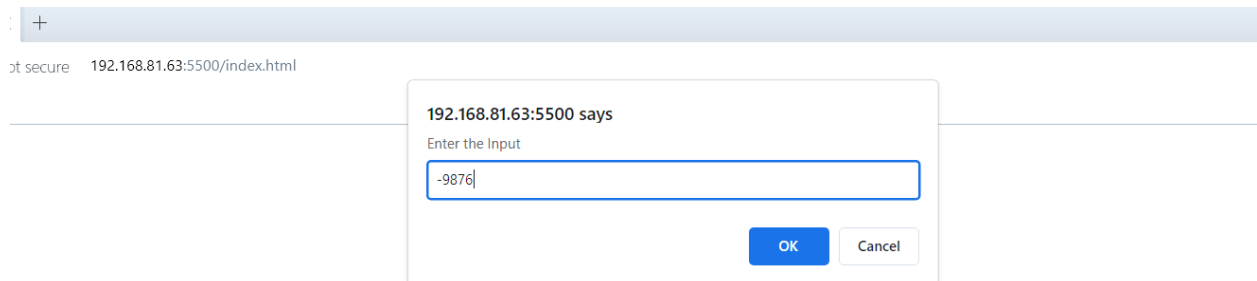 +
ot secure 192.168.81.63:5500/index.html
192.168.81.63:5500 says
Enter the Input
-9876
OK Cancel